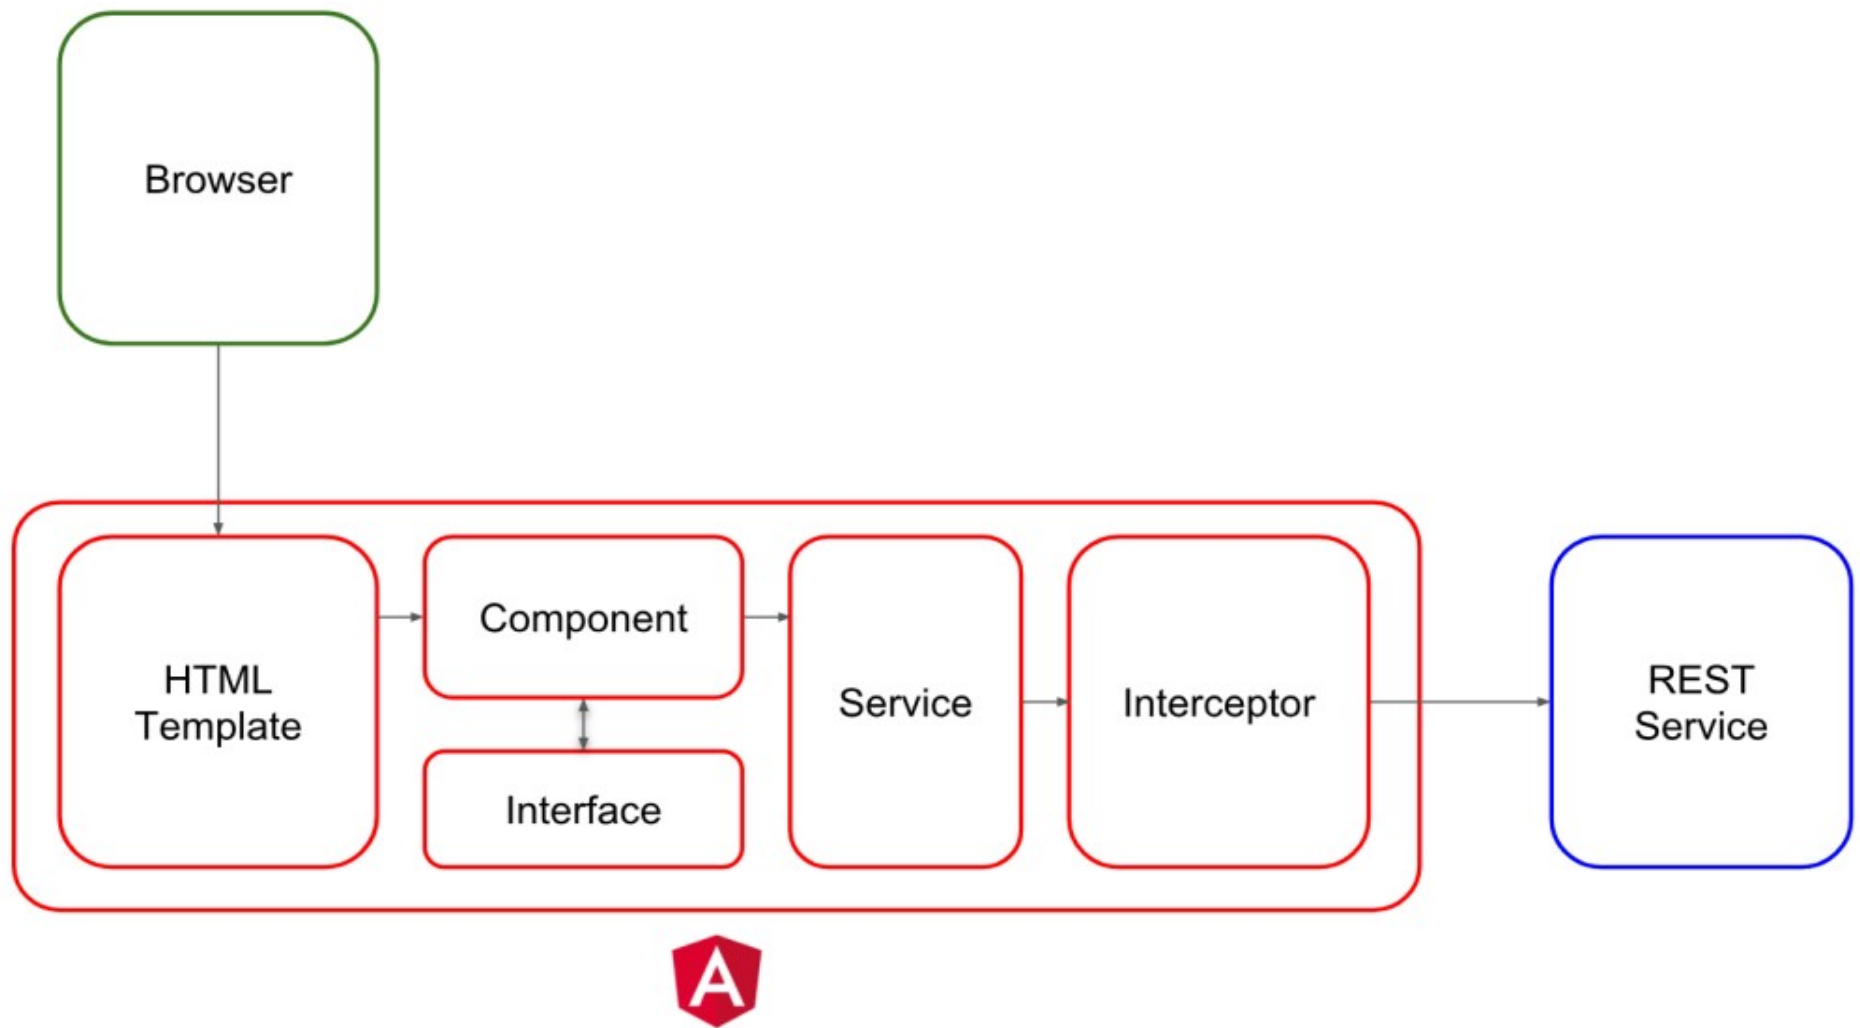 Browser
HTML
Template
Component
Interface
Service
Interceptor
REST
Service
A